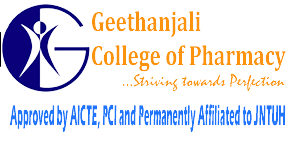 Geethanjali
College of Pharmacy
...Striving towards Perfection
Approved by AICTE, PCI and Permanently Affiliated to JNTUH